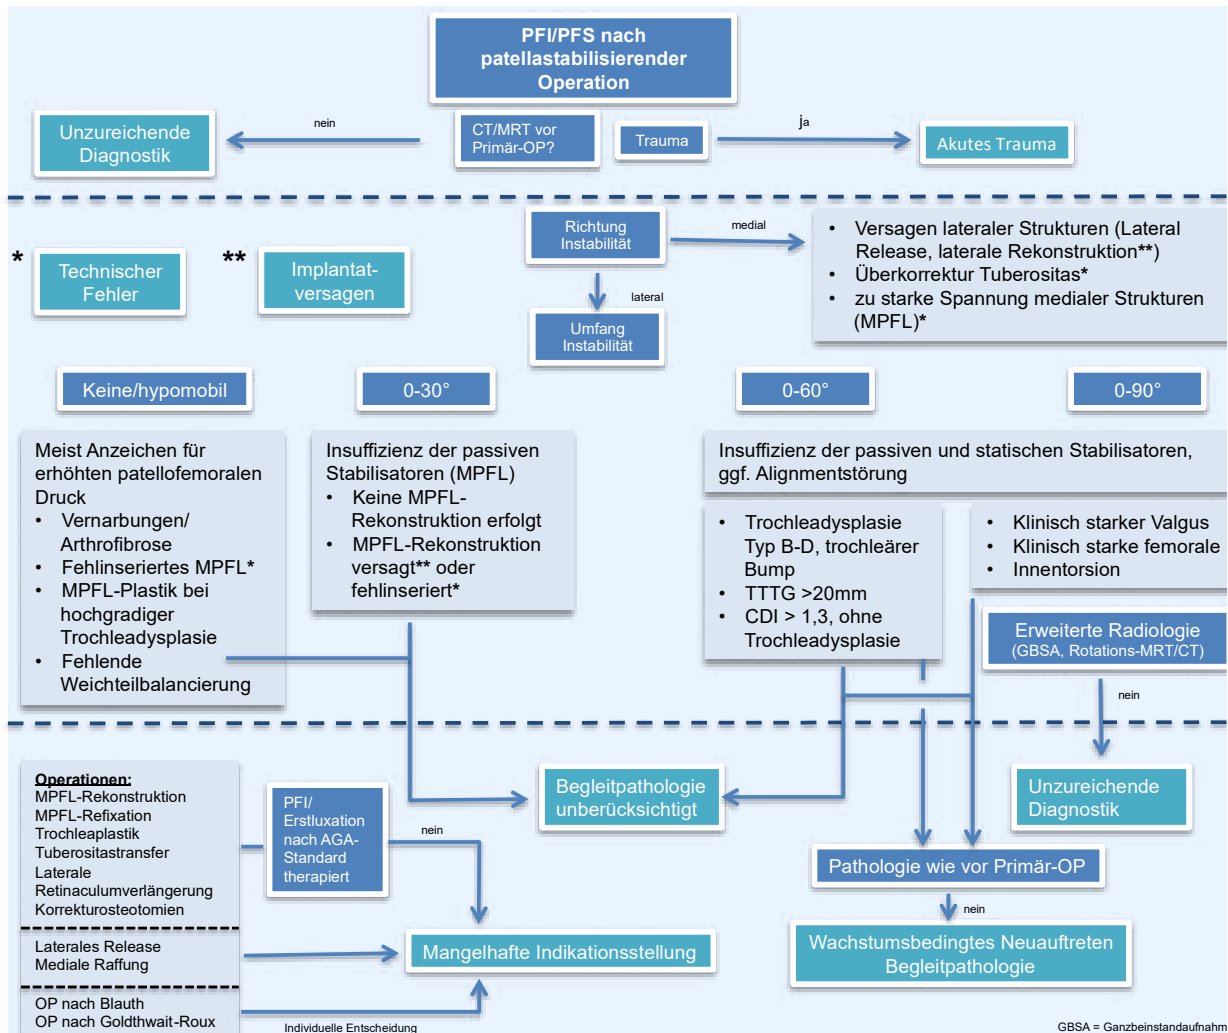 PFI/PFS nach
patellastabilisierender
Operation
Unzureichende
Diagnostik
nein
CT/MRT vor
Primär-OP?
Trauma
ja
Akutes Trauma
Richtung
Instabilität
medial
• Versagen lateraler Strukturen (Lateral
Release, laterale Rekonstruktion**)
• Überkorrektur Tuberositas*
• zu starke Spannung medialer Strukturen
(MPFL)*
*
Technischer
Fehler
**
Implantat-
versagen
lateral
Umfang
Instabilität
Keine/hypomobil
0-30°
0-60°
0-90°
Meist Anzeichen für
erhöhten patellofemoralen
Druck
• Vernarbungen/
Arthrofibrose
• Fehlinseriertes MPFL*
• MPFL-Plastik bei
hochgradiger
Trochleadysplasie
• Fehlende
Weichteilbalancierung
Insuffizienz der passiven
Stabilisatoren (MPFL)
• Keine MPFL-
Rekonstruktion erfolgt
• MPFL-Rekonstruktion
versagt** oder
fehlinseriert*
Insuffizienz der passiven und statischen Stabilisatoren,
ggf. Alignmentstörung
• Trochleadysplasie
Typ B-D, trochleärer
Bump
• TTTG >20mm
• CDI > 1,3, ohne
Trochleadysplasie
• Klinisch starker Valgus
• Klinisch starke femorale
• Innentorsion
Erweiterte Radiologie
(GBSA, Rotations-MRT/CT)
nein
Unzureichende
Diagnostik
Begleitpathologie
unberücksichtigt
Operationen:
MPFL-Rekonstruktion
MPFL-Refixation
Trochleaplastik
Tuberositastransfer
Laterale
Retinaculumverlängerung
Korrekturosteotomien
PFI/
Erstluxation
nach AGA-
Standard
therapiert
nein
Pathologie wie vor Primär-OP
nein
Laterales Release
Mediale Raffung
Mangelhafte Indikationsstellung
Wachstumsbedingtes Neuauftreten
Begleitpathologie
OP nach Blauth
OP nach Goldthwait-Roux
Individuelle Entscheidung
GBSA = Ganzbeinstandaufnahm